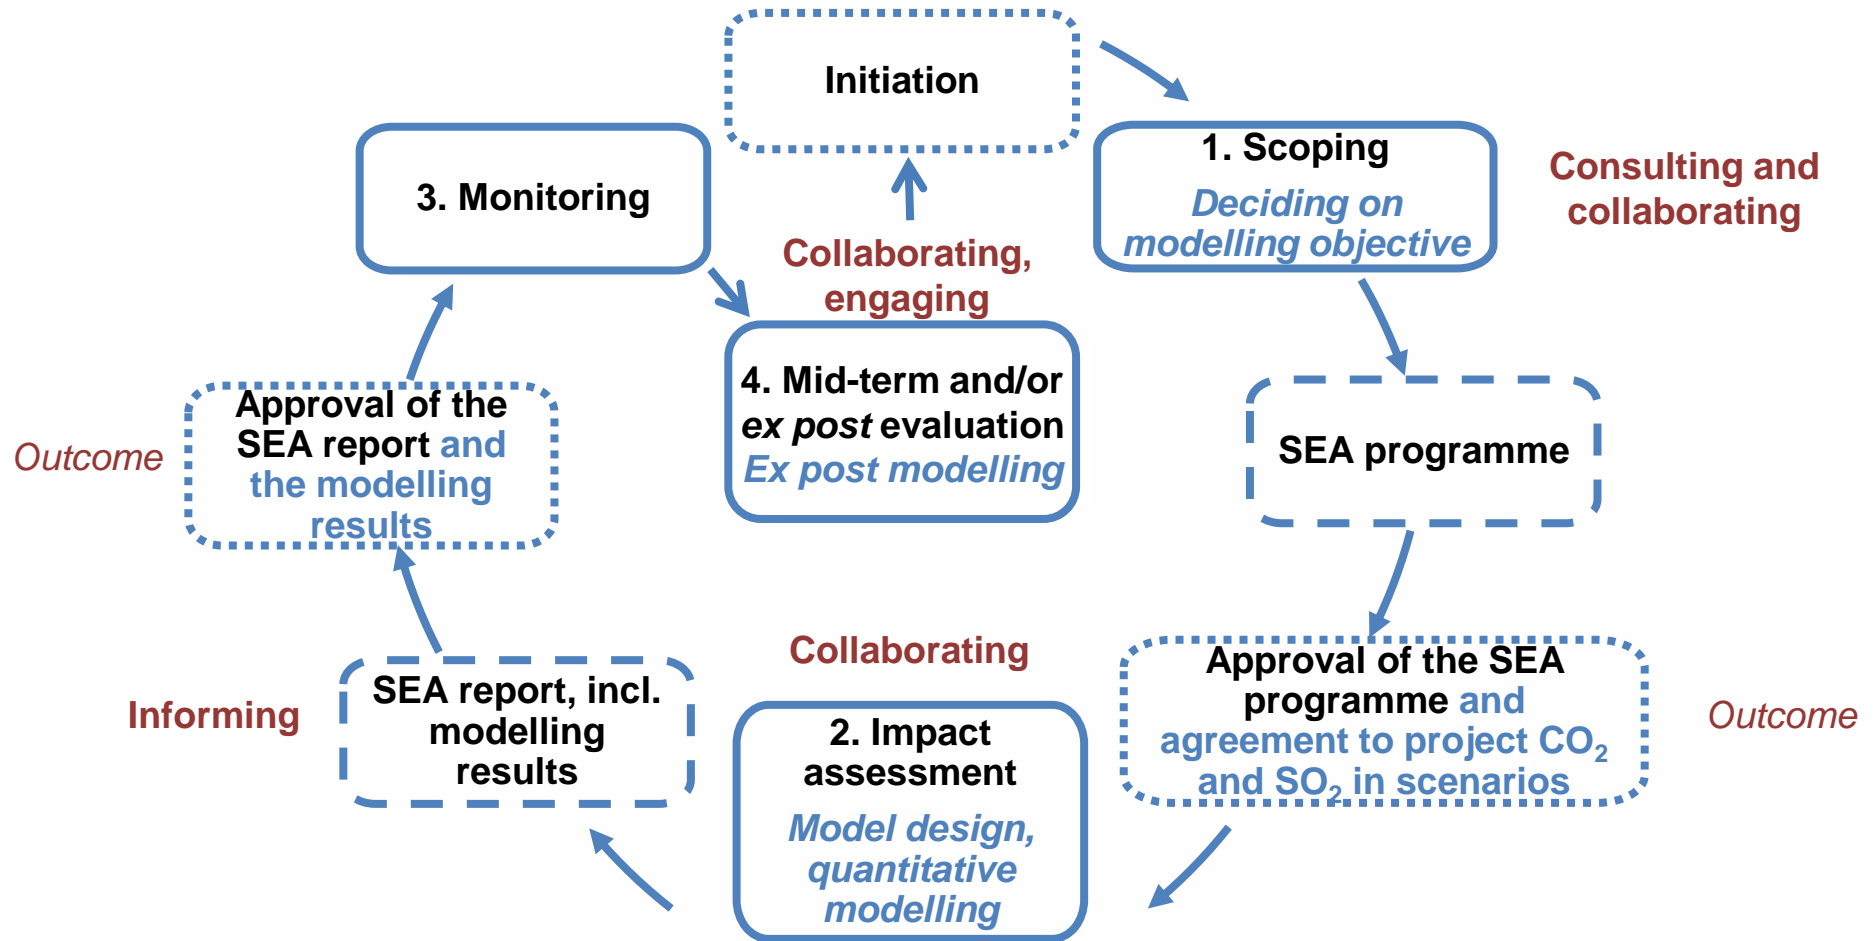 Initiation
1. Scoping
Deciding on
modelling objective
Consulting and
collaborating
SEA programme
Approval of the SEA
programme and
agreement to project CO₂
and SO₂ in scenarios
Outcome
Collaborating
2. Impact
assessment
Model design,
quantitative
modelling
SEA report, incl.
modelling
results
Informing
Approval of the
SEA report and
the modelling
results
Outcome
3. Monitoring
4. Mid-term and/or
ex post evaluation
Ex post modelling
Collaborating,
engaging